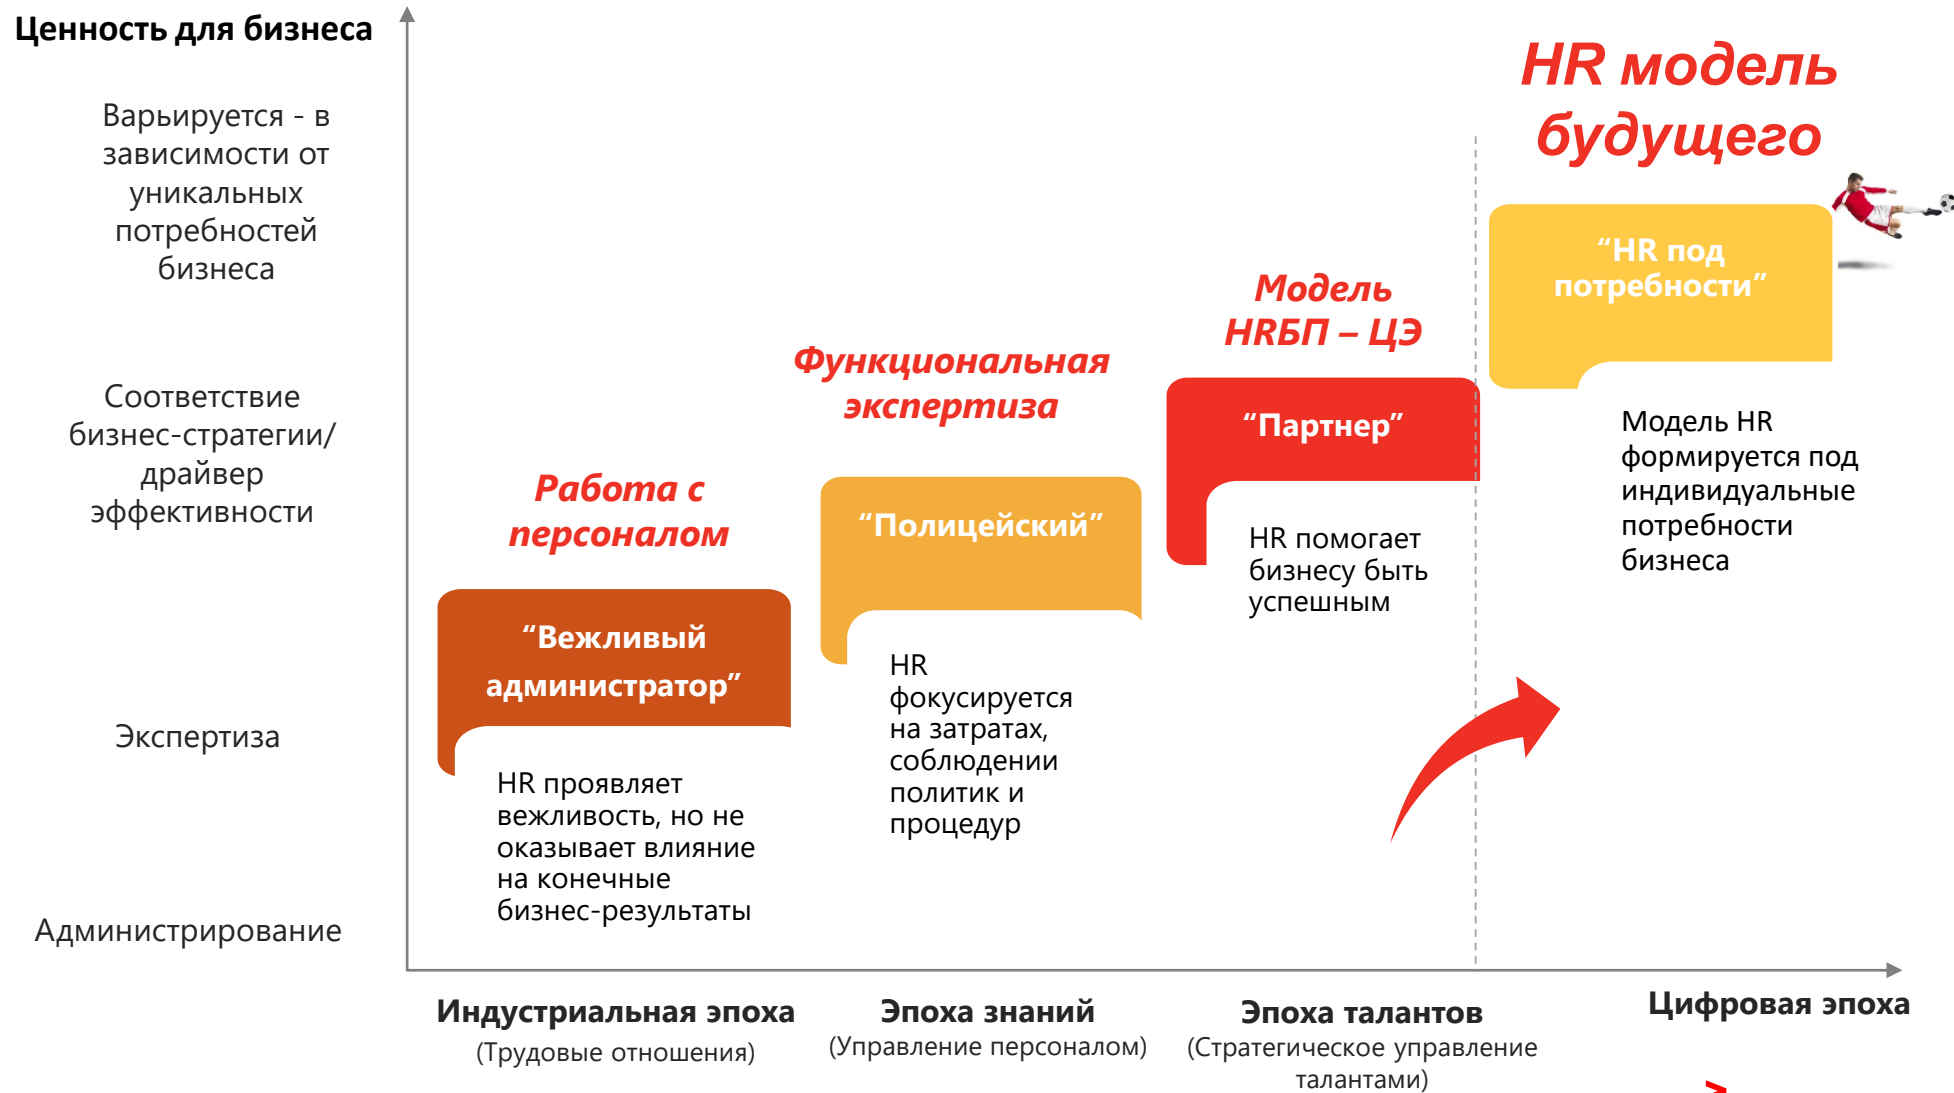 Ценность для бизнеса
Варьируется - в
зависимости от
уникальных
потребностей
бизнеса
Соответствие
бизнес-стратегии/
драйвер
эффективности
Экспертиза
Администрирование
Работа с
персоналом
“Вежливый
администратор”
HR проявляет
вежливость, но не
оказывает влияние
на конечные
бизнес-результаты
Функциональная
экспертиза
“Полицейский”
HR
фокусируется
на затратах,
соблюдении
политик и
процедур
Модель
HRБП – ЦЭ
“Партнер”
HR помогает
бизнесу быть
успешным
HR модель
будущего
“HR под
потребности”
Модель HR
формируется под
индивидуальные
потребности
бизнеса
Индустриальная эпоха
(Трудовые отношения)
Эпоха знаний
(Управление персоналом)
Эпоха талантов
(Стратегическое управление
талантами)
Цифровая эпоха